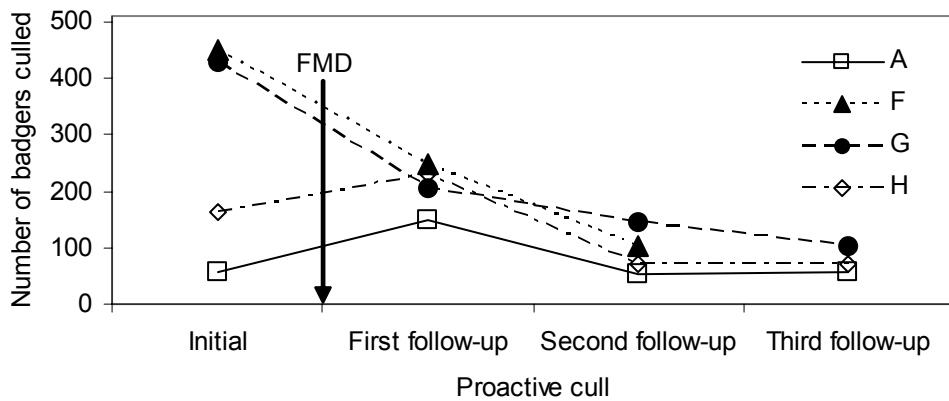 Number of badgers culled
500
400
300
200
100
0
FMD
A
F
G
H
Initial
First follow-up
Second follow-up
Third follow-up
Proactive cull